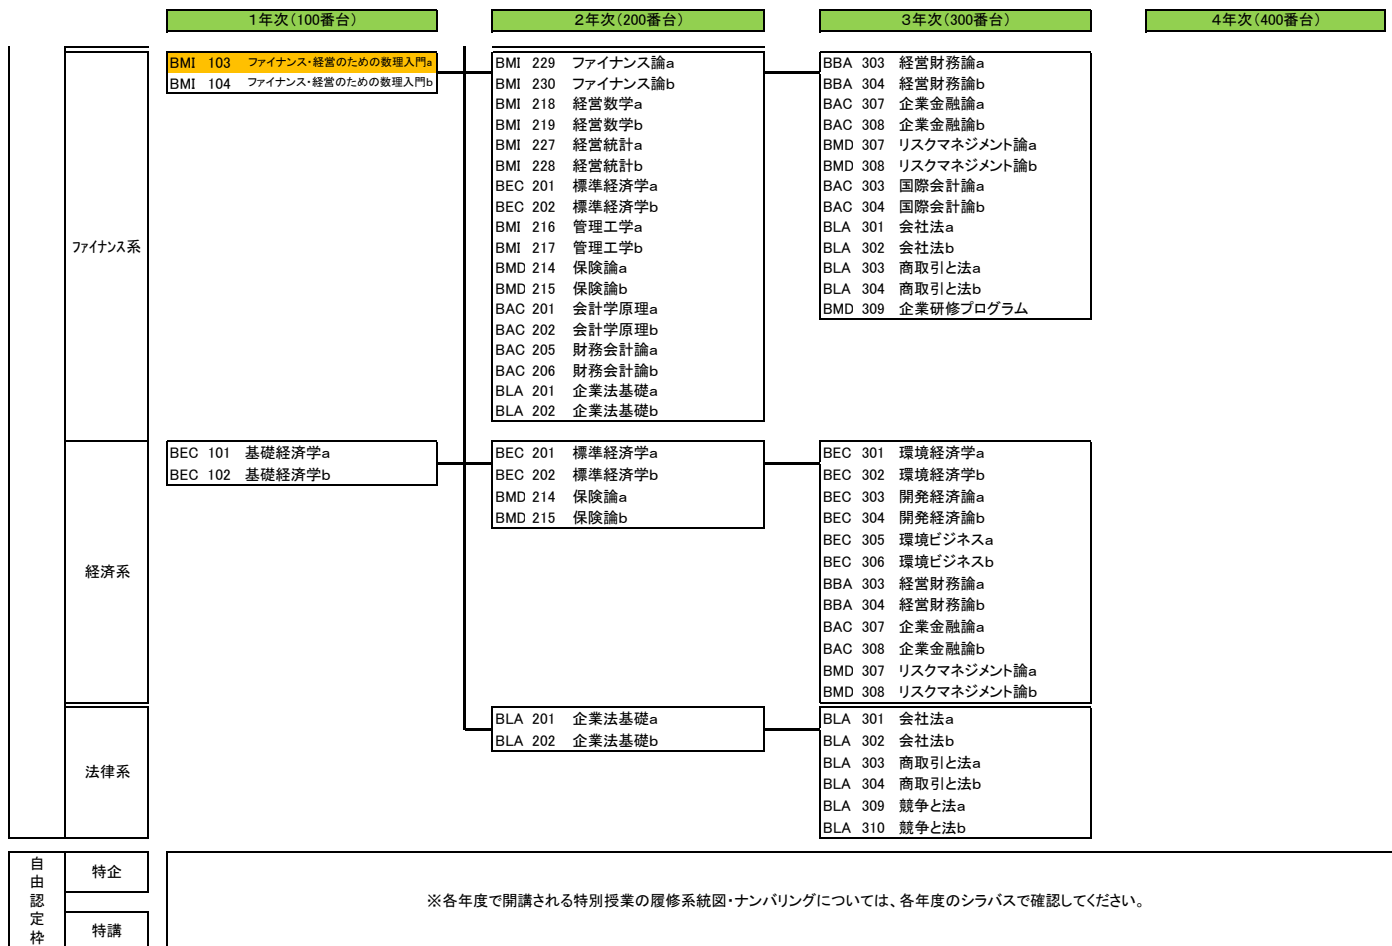 1年次(100番台)
2年次(200番台)
3年次(300番台)
4年次(400番台)
ファイナンス系
BMI 103 ファイナンス・経営のための数理入門a
BMI 104 ファイナンス・経営のための数理入門b
BMI 229 ファイナンス論a
BMI 230 ファイナンス論b
BMI 218 経営数学a
BMI 219 経営数学b
BMI 227 経営統計a
BMI 228 経営統計b
BEC 201 標準経済学a
BEC 202 標準経済学b
BMI 216 管理工学a
BMI 217 管理工学b
BMD 214 保険論a
BMD 215 保険論b
BAC 201 会計学原理a
BAC 202 会計学原理b
BAC 205 財務会計論a
BAC 206 財務会計論b
BLA 201 企業法基礎a
BLA 202 企業法基礎b
BBA 303 経営財務論a
BBA 304 経営財務論b
BAC 307 企業金融論a
BAC 308 企業金融論b
BMD 307 リスクマネジメント論a
BMD 308 リスクマネジメント論b
BAC 303 国際会計論a
BAC 304 国際会計論b
BLA 301 会社法a
BLA 302 会社法b
BLA 303 商取引と法a
BLA 304 商取引と法b
BMD 309 企業研修プログラム
経済系
BEC 101 基礎経済学a
BEC 102 基礎経済学b
BEC 201 標準経済学a
BEC 202 標準経済学b
BMD 214 保険論a
BMD 215 保険論b
BEC 301 環境経済学a
BEC 302 環境経済学b
BEC 303 開発経済論a
BEC 304 開発経済論b
BEC 305 環境ビジネスa
BEC 306 環境ビジネスb
BBA 303 経営財務論a
BBA 304 経営財務論b
BAC 307 企業金融論a
BAC 308 企業金融論b
BMD 307 リスクマネジメント論a
BMD 308 リスクマネジメント論b
法律系
BLA 201 企業法基礎a
BLA 202 企業法基礎b
BLA 301 会社法a
BLA 302 会社法b
BLA 303 商取引と法a
BLA 304 商取引と法b
BLA 309 競争と法a
BLA 310 競争と法b
自由認定枠
特企
特講
※各年度で開講される特別授業の履修系統図・ナンバリングについては、各年度のシラバスで確認してください。